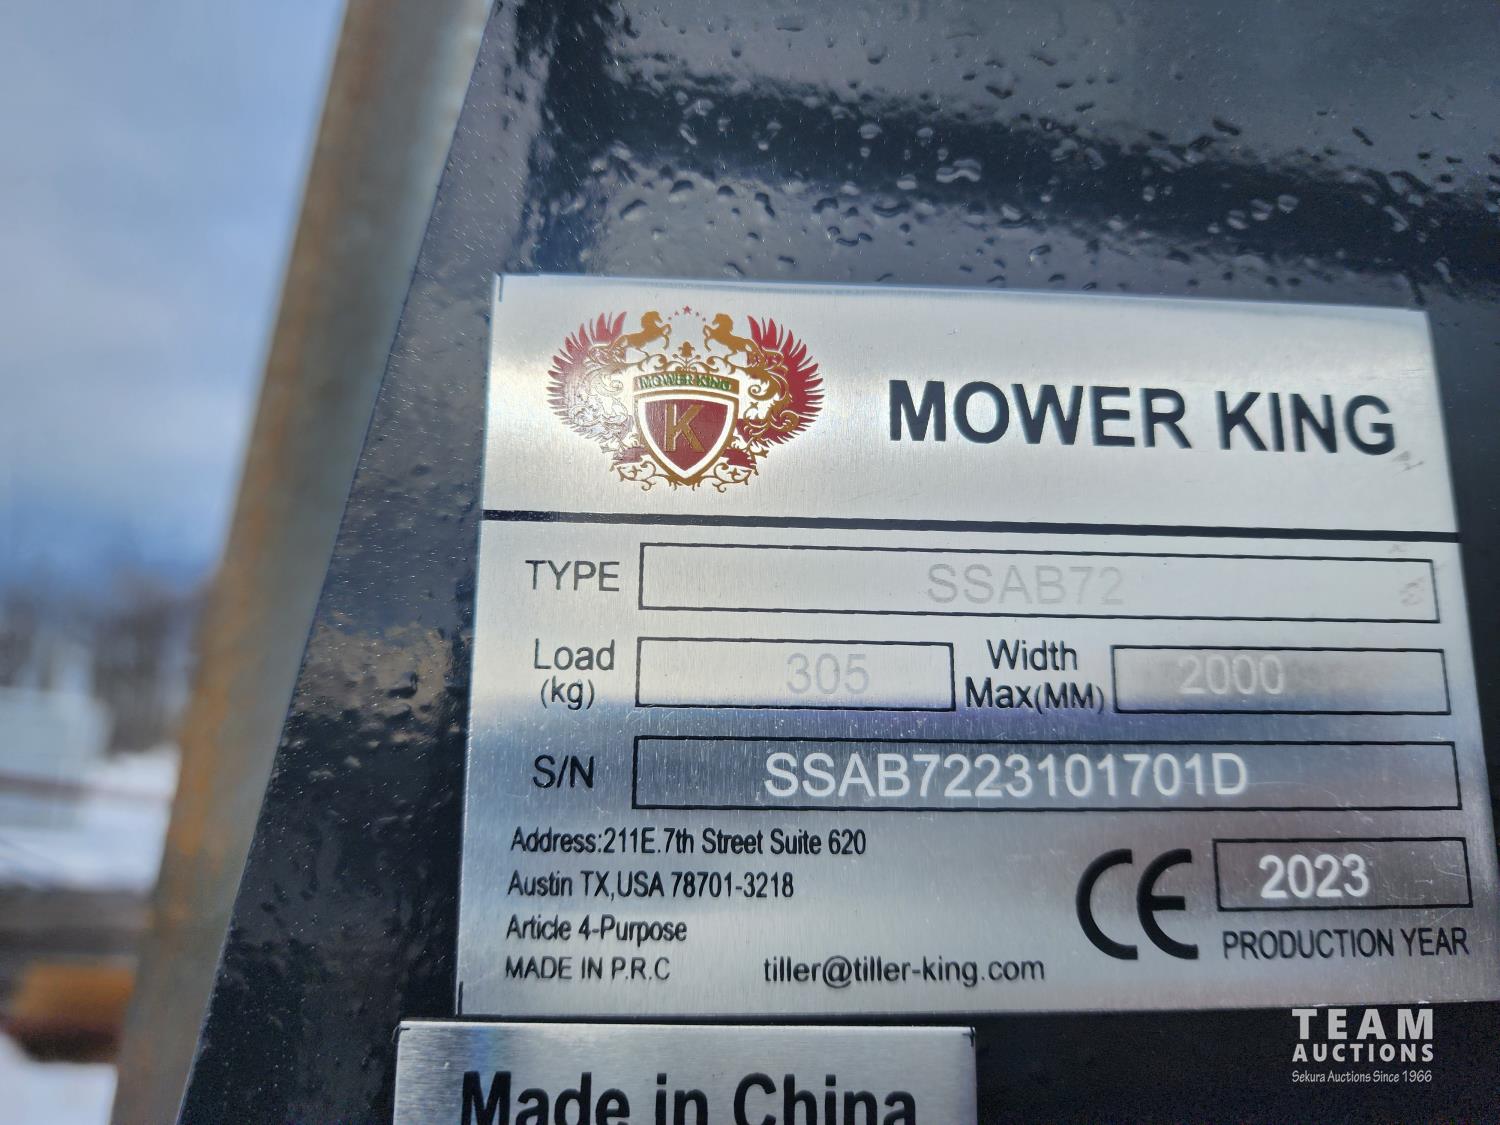 MOWER KING
K
MOWER KING
TYPE SSAB72
Load (kg) 305 Width Max(MM) 2000
S/N SSAB7223101701D
Address:211E.7th Street Suite 620
Austin TX,USA 78701-3218
Article 4-Purpose
MADE IN P.R.C tiller@tiller-king.com
CE 2023
PRODUCTION YEAR
Made in China
TEAM
AUCTIONS
Sekura Auctions Since 1966